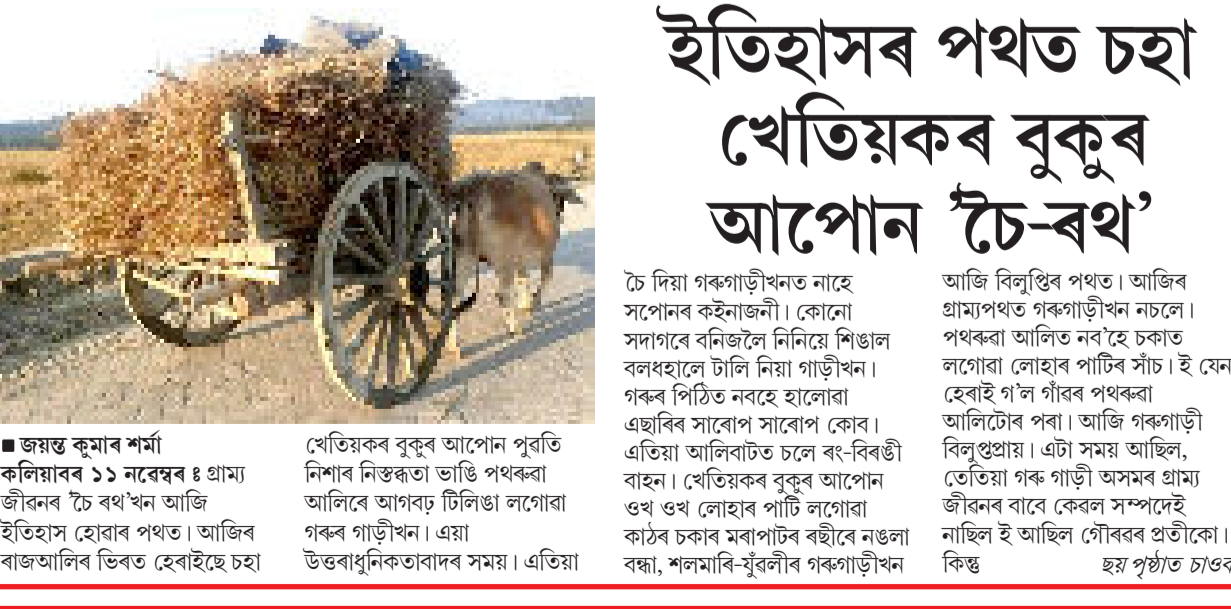 ইতিহাসৰ পথত চহা
খেতিয়কৰ বুকুৰ
আপোন 'চৈ-ৰথ'
■ জয়ন্ত কুমাৰ শৰ্মা
কলিয়াবৰ ১১ নৱেম্বৰ ঃ গ্ৰাম্য
জীৱনৰ 'চৈ ৰথ'খন আজি
ইতিহাস হোৱাৰ পথত। আজিৰ
ৰাজআলিৰ ভিৰত হেৰাইছে চহা
খেতিয়কৰ বুকুৰ আপোন পুৱতি
নিশাৰ নিস্তব্ধতা ভাঙি পথৰুৱা
আলিৰে আগবঢ় টিলিঙা লগোৱা
গৰুৰ গাড়ীখন। এয়া
উত্তৰাধুনিকতাবাদৰ সময়। এতিয়া
চৈ দিয়া গৰুগাড়ীখনত নাহে
সপোনৰ কইনাজনী। কোনো
সদাগৰে বনিজলৈ নিনিয়ে শিঙাল
বলধহালে টালি নিয়া গাড়ীখন।
গৰুৰ পিঠিত নবহে হালোৱা
এছাৰিৰ সাৰোপ সাৰোপ কোব।
এতিয়া আলিবাটত চলে ৰং-বিৰঙী
বাহন। খেতিয়কৰ বুকুৰ আপোন
ওখ ওখ লোহাৰ পাটি লগোৱা
কাঠৰ চকাৰ মৰাপাটৰ ৰছীৰে নঙলা
বন্ধা, শলমাৰি-যুঁৱলীৰ গৰুগাড়ীখন
আজি বিলুপ্তিৰ পথত। আজিৰ
গ্ৰাম্যপথত গৰুগাড়ীখন নচলে।
পথৰুৱা আলিত নব'হে চকাত
লগোৱা লোহাৰ পাটিৰ সাঁচ। ই যেন
হেৰাই গ'ল গাঁৱৰ পথৰুৱা
আলিটোৰ পৰা। আজি গৰুগাড়ী
বিলুপ্তপ্ৰায়। এটা সময় আছিল,
তেতিয়া গৰু গাড়ী অসমৰ গ্ৰাম্য
জীৱনৰ বাবে কেৱল সম্পদেই
নাছিল ই আছিল গৌৰৱৰ প্ৰতীকো।
কিন্তু ছয় পৃষ্ঠাত চাওক